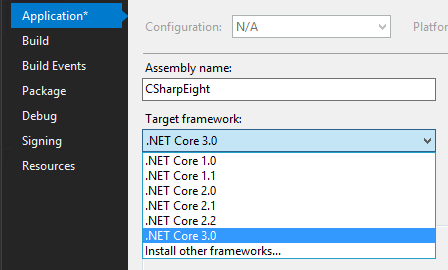 Application*
Build
Build Events
Package
Debug
Signing
Resources
Configuration: N/A Platfo
Assembly name:
CSharpEight
Target framework:
.NET Core 3.0
.NET Core 1.0
.NET Core 1.1
.NET Core 2.0
.NET Core 2.1
.NET Core 2.2
.NET Core 3.0
Install other frameworks...